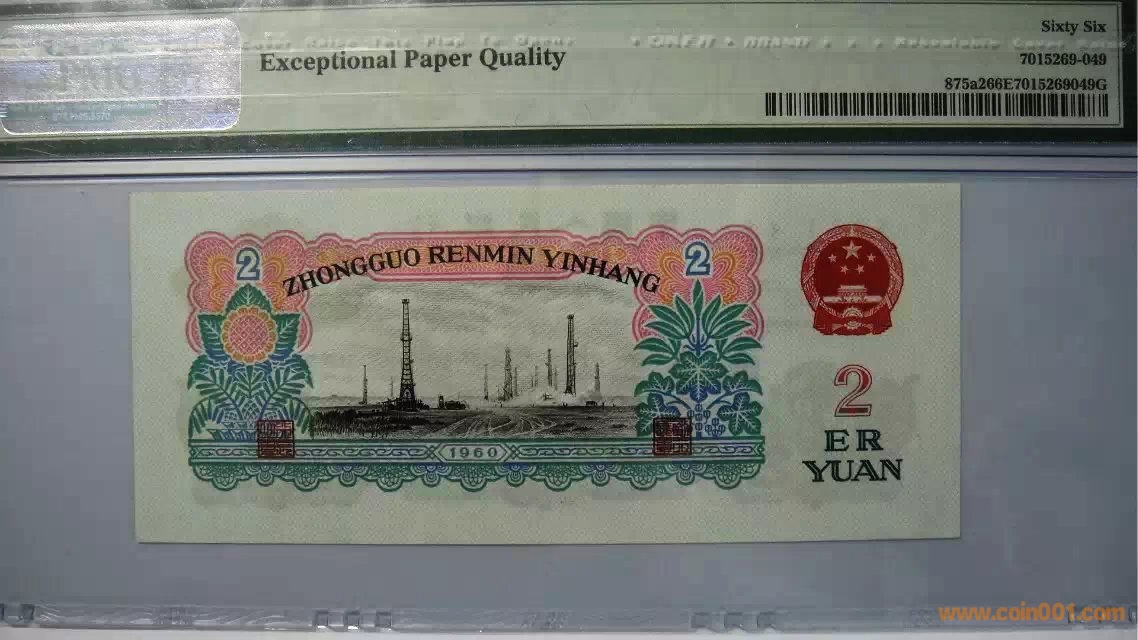 Sixty Six
Exceptional Paper Quality
7015269-049
875a266E7015269049G
PMG
2
ZHONGGUO RENMIN YINHANG
2
2
ER
YUAN
1960
www.coin001.com